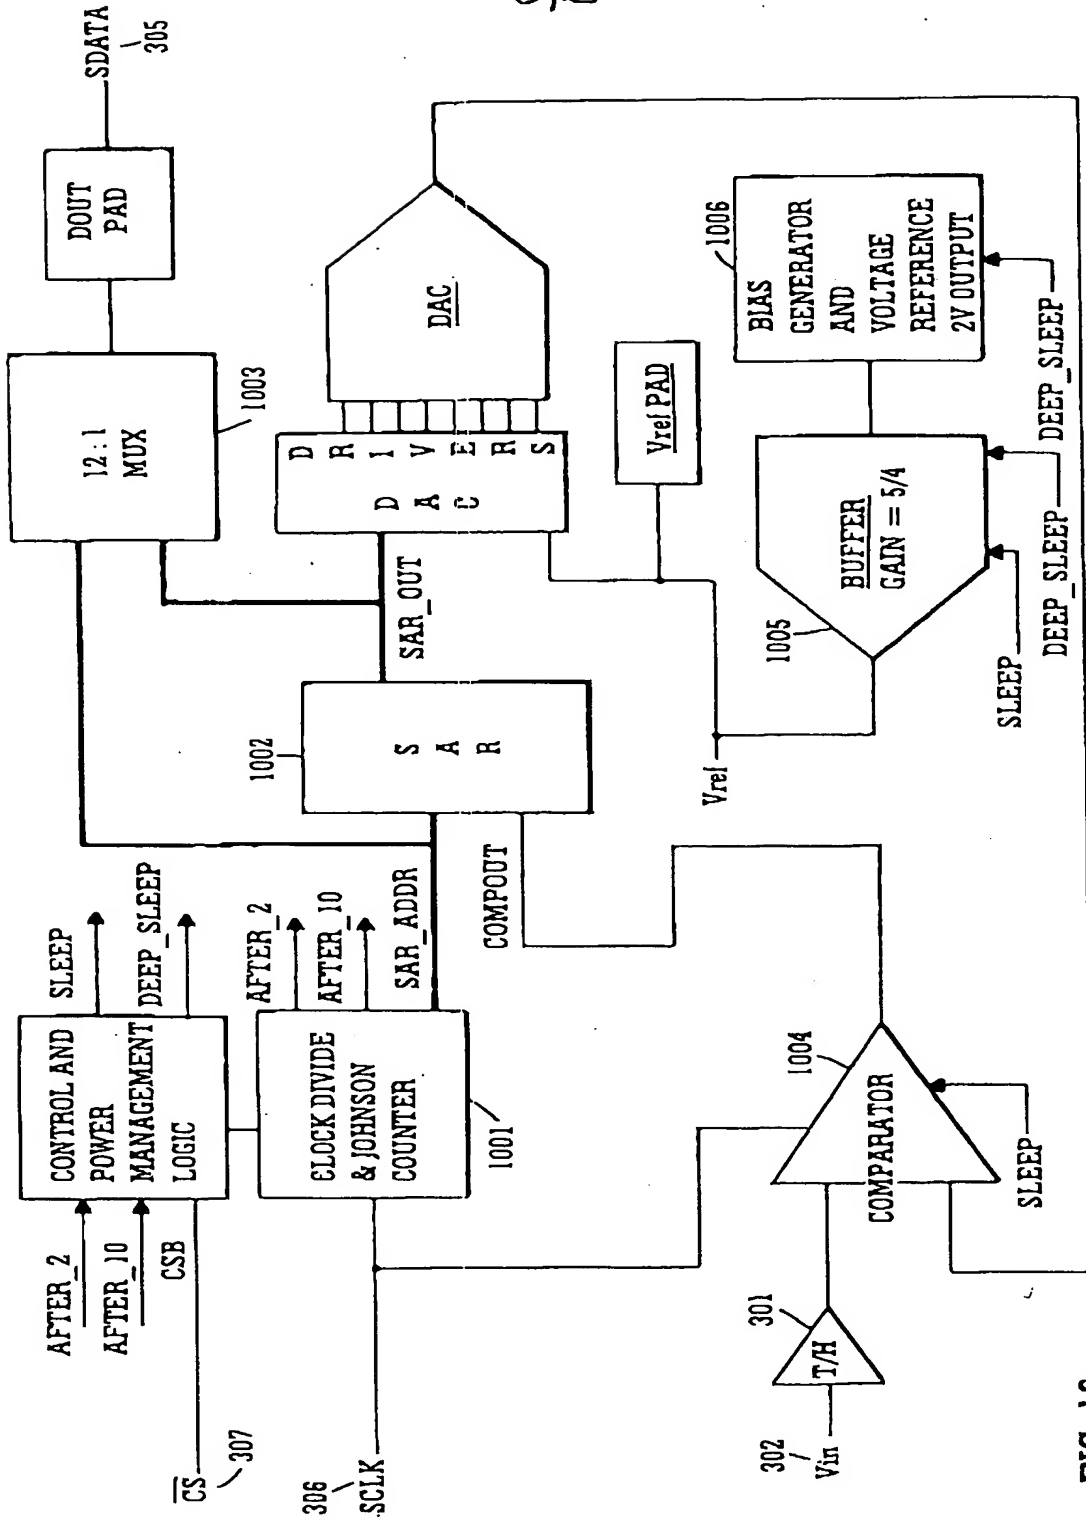 CS
307
306
SCLK
302
Vin
301
T/H
AFTER_2
AFTER_10
CSB
CONTROL AND
POWER
MANAGEMENT
LOGIC
SLEEP
DEEP_SLEEP
CLOCK DIVIDE
& JOHNSON
COUNTER
1001
AFTER_2
AFTER_10
SAR_ADDR
COMPOUT
COMPARATOR
1004
SLEEP
1002
S
A
R
SAR_OUT
12:1
MUX
1003
DOUT
PAD
SDATA
305
DAC
DRIVERS
DAC
Vref PAD
Vref
1005
BUFFER
GAIN = 5/4
SLEEP
DEEP_SLEEP
DEEP_SLEEP
1006
BIAS
GENERATOR
AND
VOLTAGE
REFERENCE
2V OUTPUT